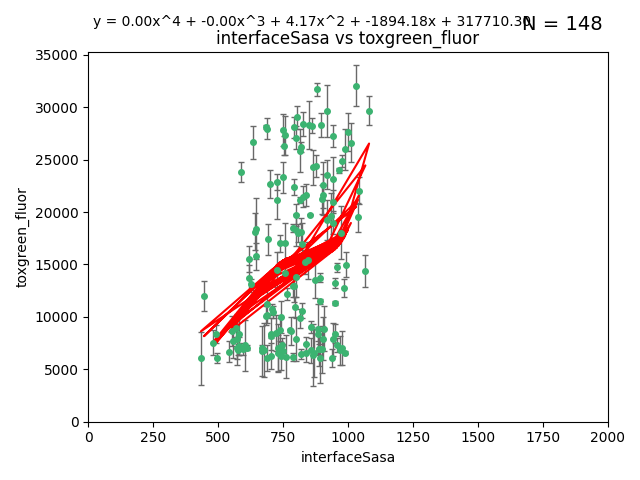 y = 0.00x^4 + -0.00x^3 + 4.17x^2 + -1894.18x + 317710.30
N = 148
interfaceSasa vs toxgreen_fluor
35000
30000
25000
20000
15000
10000
5000
0
toxgreen_fluor
0 250 500 750 1000 1250 1500 1750 2000
interfaceSasa